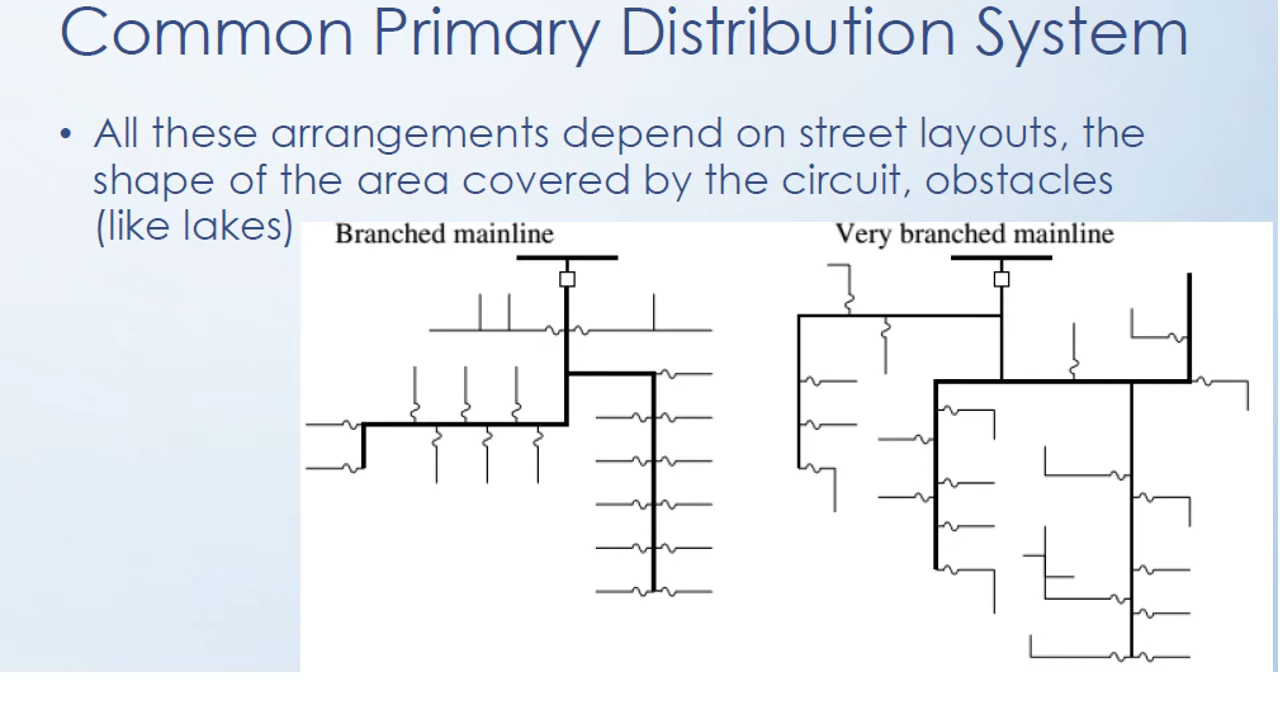 Common Primary Distribution System
• All these arrangements depend on street layouts, the
shape of the area covered by the circuit, obstacles
(like lakes)
Branched mainline
Very branched mainline